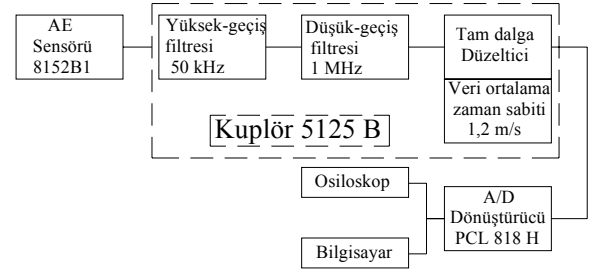 AE
Sensörü
8152B1
Yüksek-geçiş
filtresi
50 kHz
Düşük-geçiş
filtresi
1 MHz
Tam dalga
Düzeltici
Veri ortalama
zaman sabiti
1,2 m/s
Kuplör 5125 B
Osiloskop
A/D
Dönüştürücü
PCL 818 H
Bilgisayar